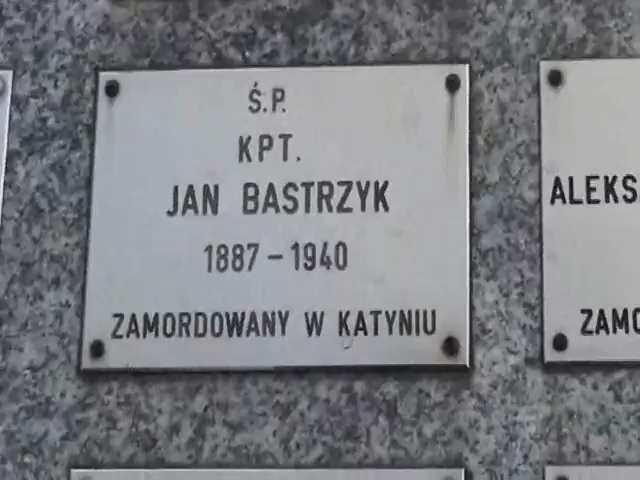 Ś.P.
KPT.
JAN BASTRZYK
1887 – 1940
ZAMORDOWANY W KATYNIU